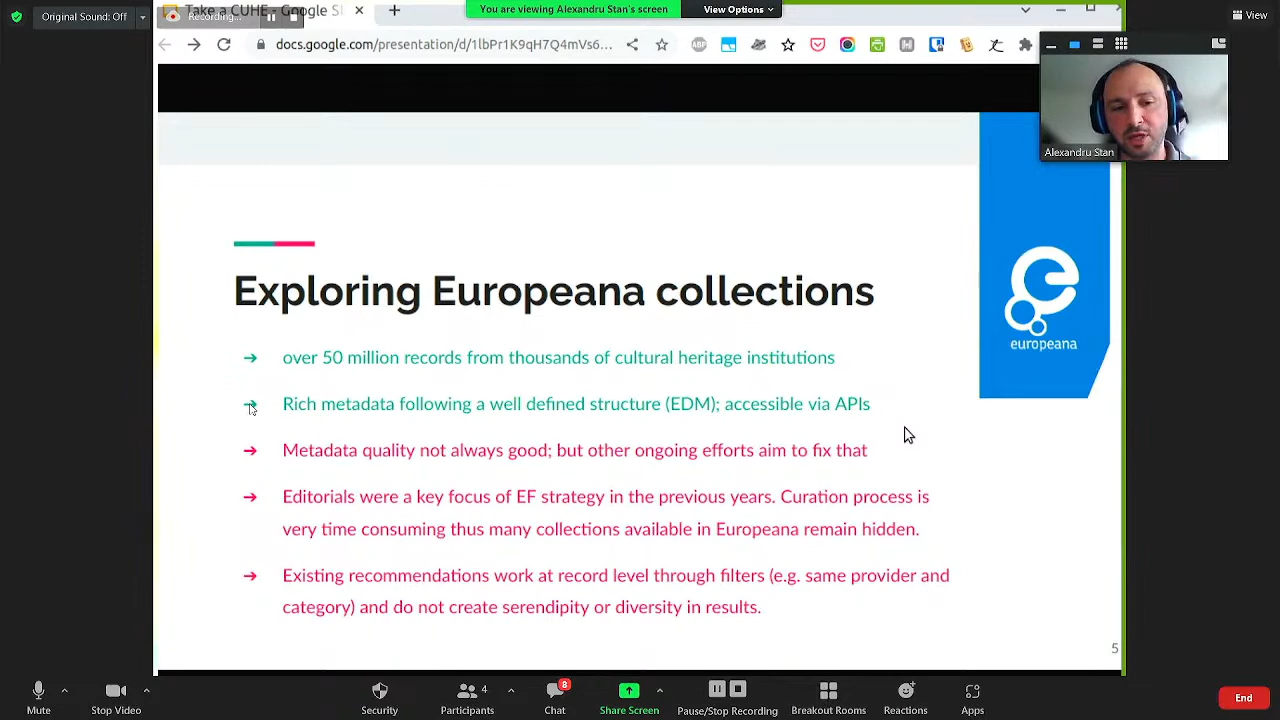 Original Sound: Off
Recording...
Take a CUHE - Google Sl
You are viewing Alexandru Stan's screen
View Options
View
docs.google.com/presentation/d/1lbPr1K9qH7Q4mVs6...
ABP
Alexandru Stan
europeana
Exploring Europeana collections
➔ over 50 million records from thousands of cultural heritage institutions
➔ Rich metadata following a well defined structure (EDM); accessible via APIs
➔ Metadata quality not always good; but other ongoing efforts aim to fix that
➔ Editorials were a key focus of EF strategy in the previous years. Curation process is
very time consuming thus many collections available in Europeana remain hidden.
➔ Existing recommendations work at record level through filters (e.g. same provider and
category) and do not create serendipity or diversity in results.
5
Mute
Stop Video
Security
4
Participants
8
Chat
Share Screen
Pause/Stop Recording
Breakout Rooms
Reactions
Apps
End